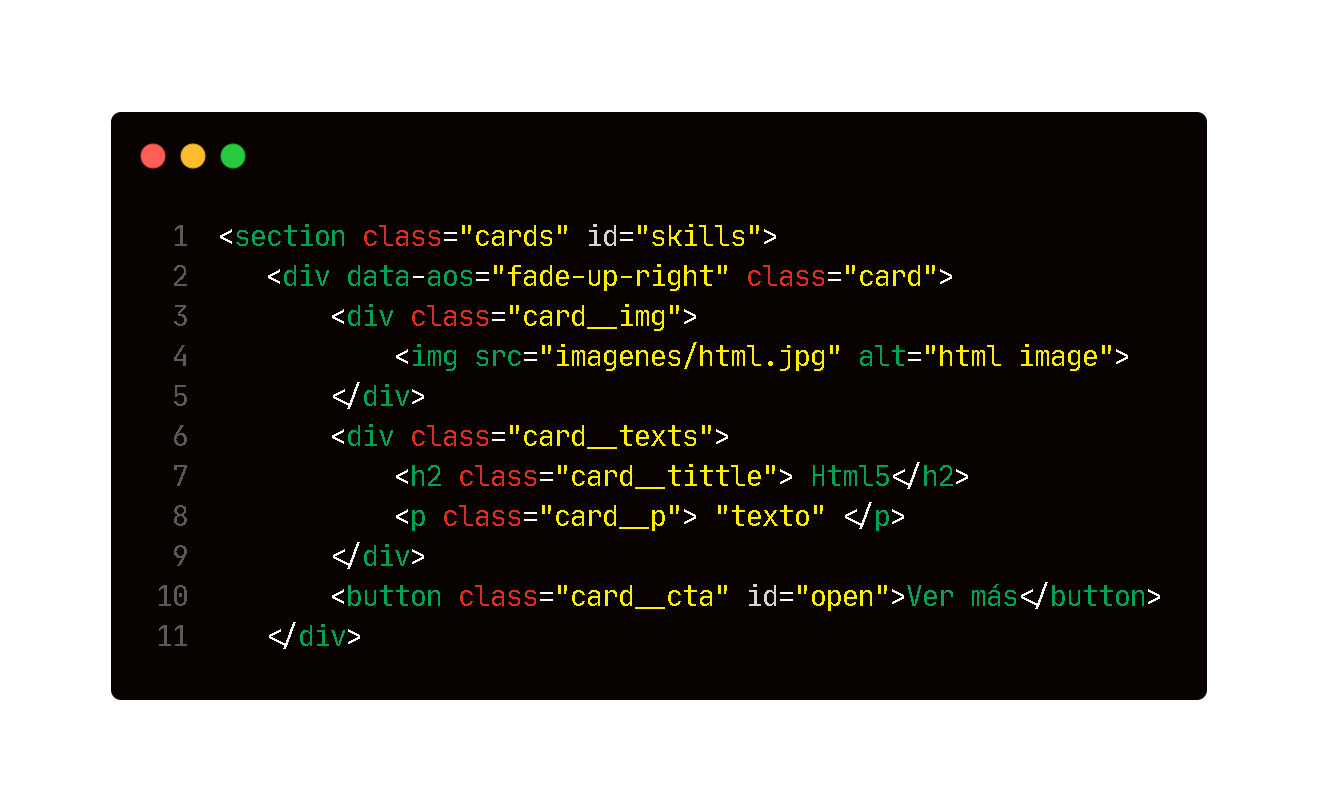 1 <section class="cards" id="skills">
2 <div data-aos="fade-up-right" class="card">
3 <div class="card__img">
4 <img src="imagenes/html.jpg" alt="html image">
5 </div>
6 <div class="card__texts">
7 <h2 class="card__tittle"> Html5</h2>
8 <p class="card__p"> "texto" </p>
9 </div>
10 <button class="card__cta" id="open">Ver más</button>
11 </div>